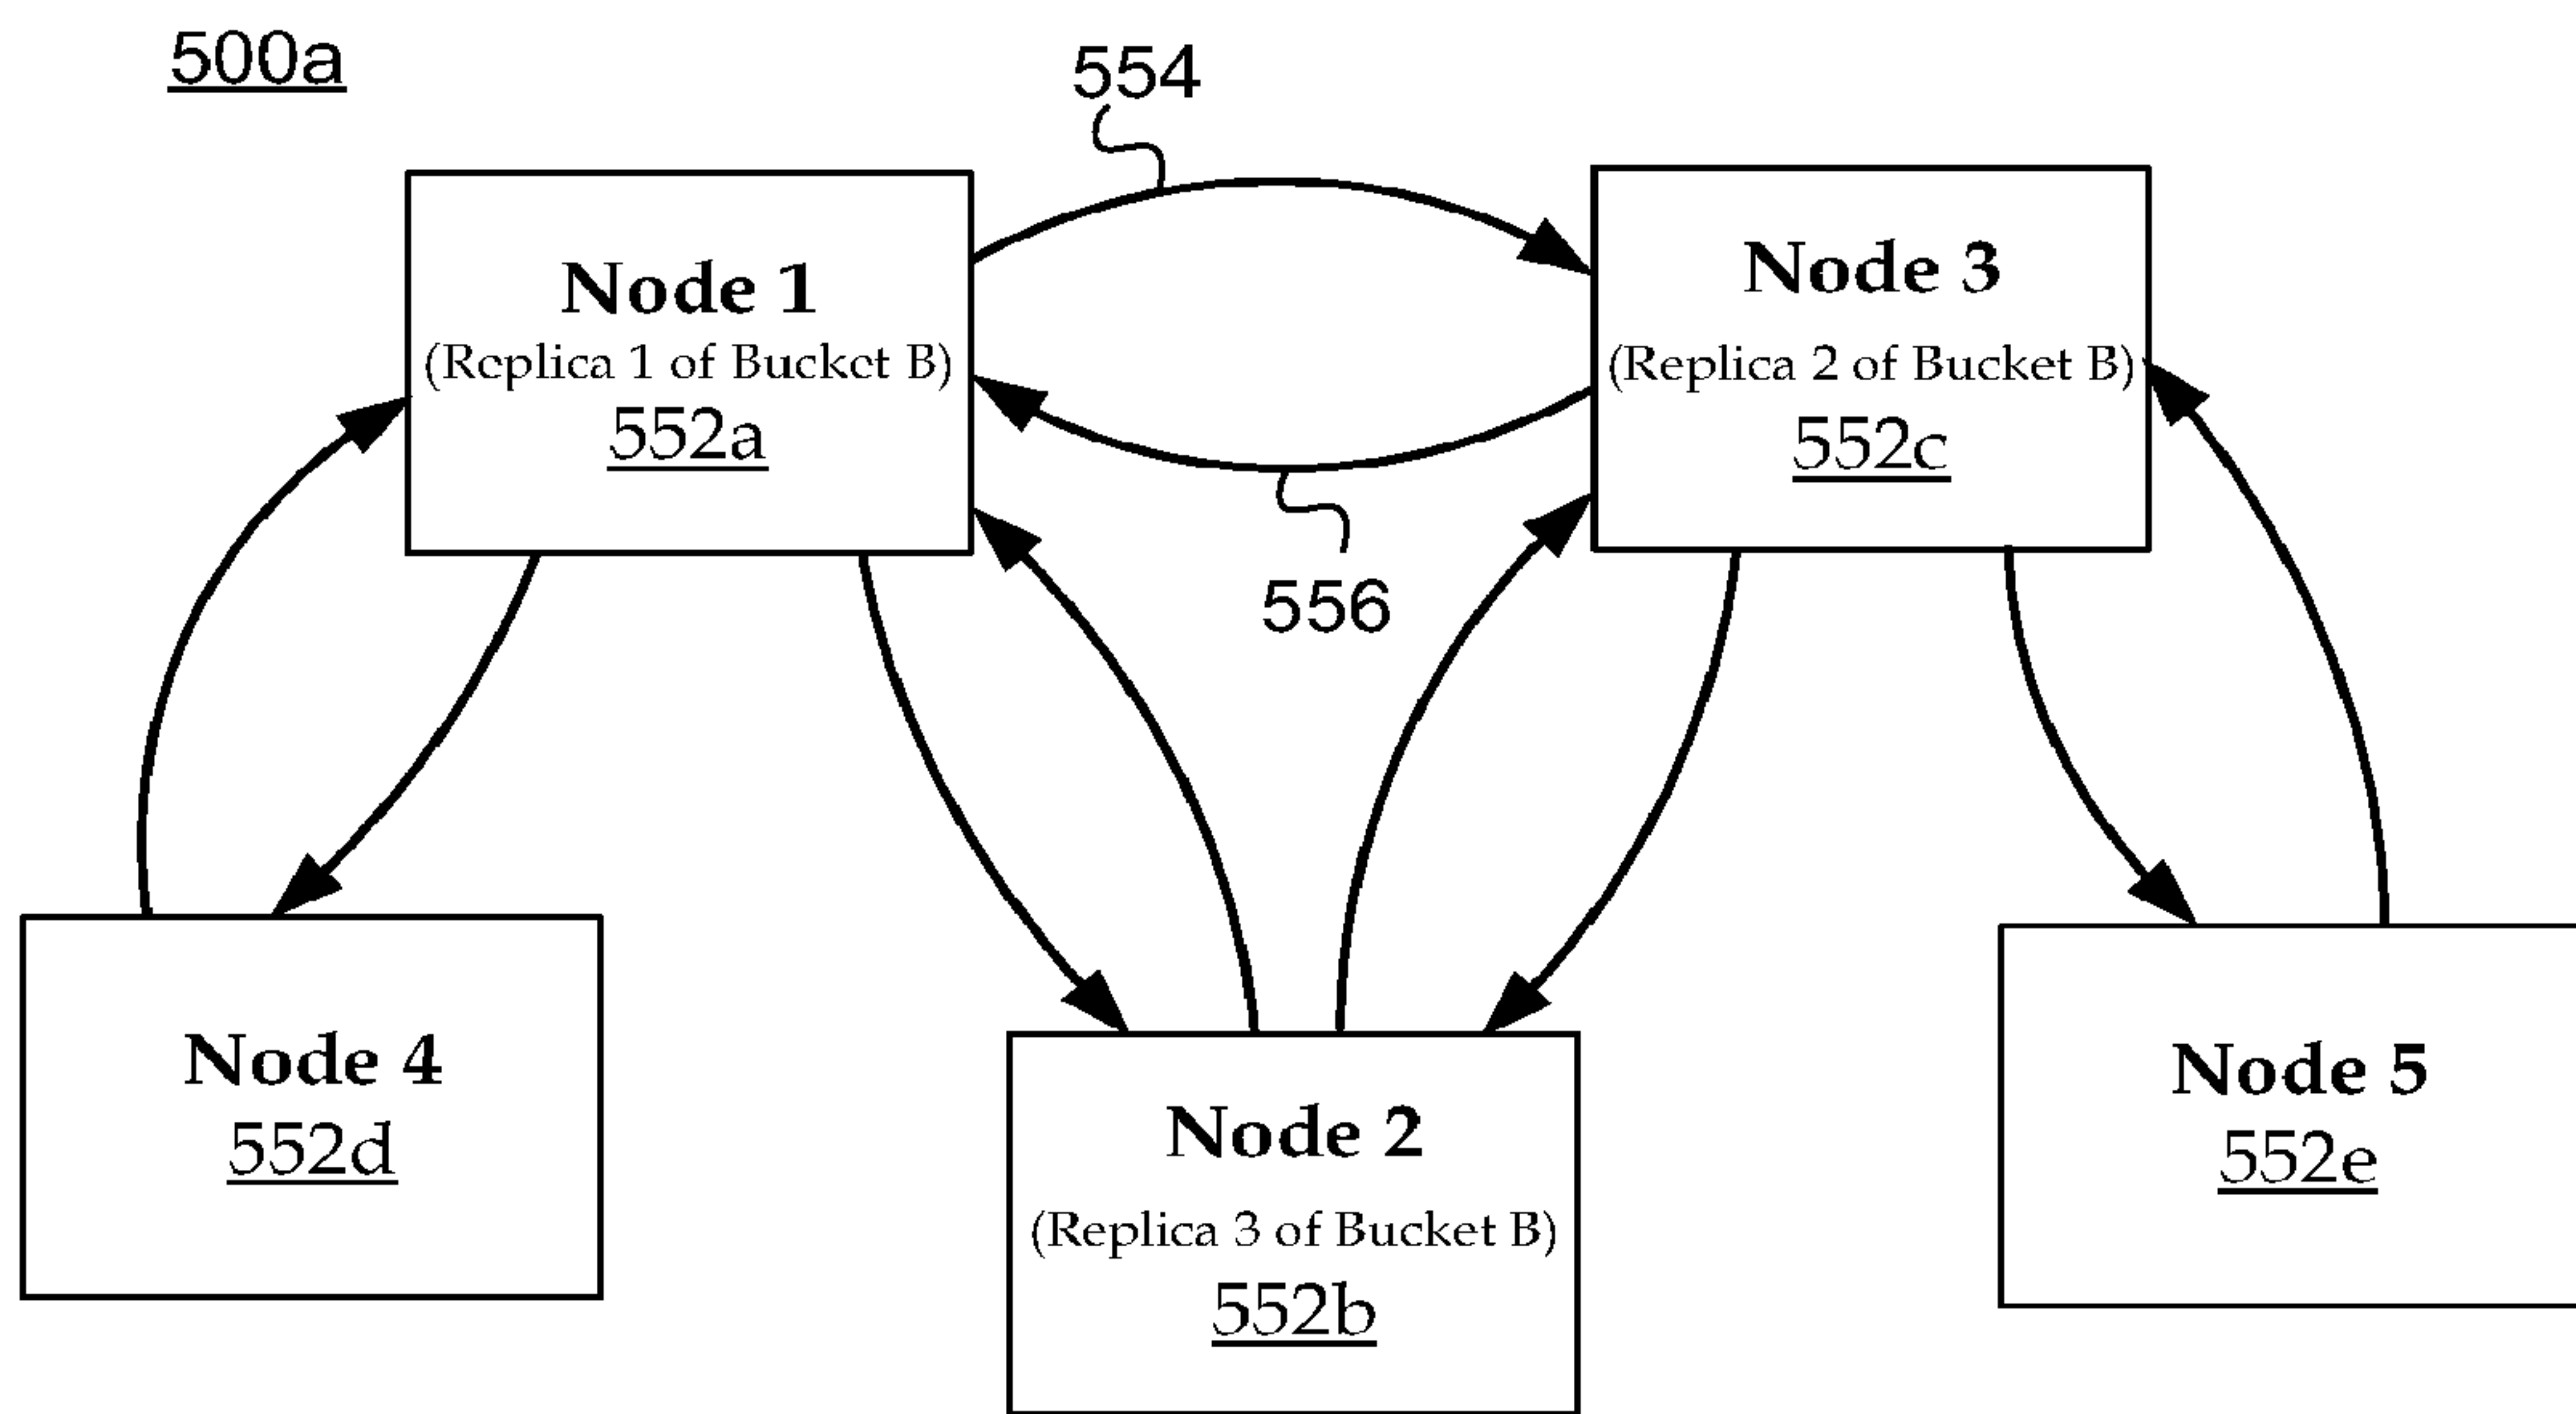 500a
554
Node 1
(Replica 1 of Bucket B)
552a
Node 3
(Replica 2 of Bucket B)
552c
556
Node 4
552d
Node 2
(Replica 3 of Bucket B)
552b
Node 5
552e